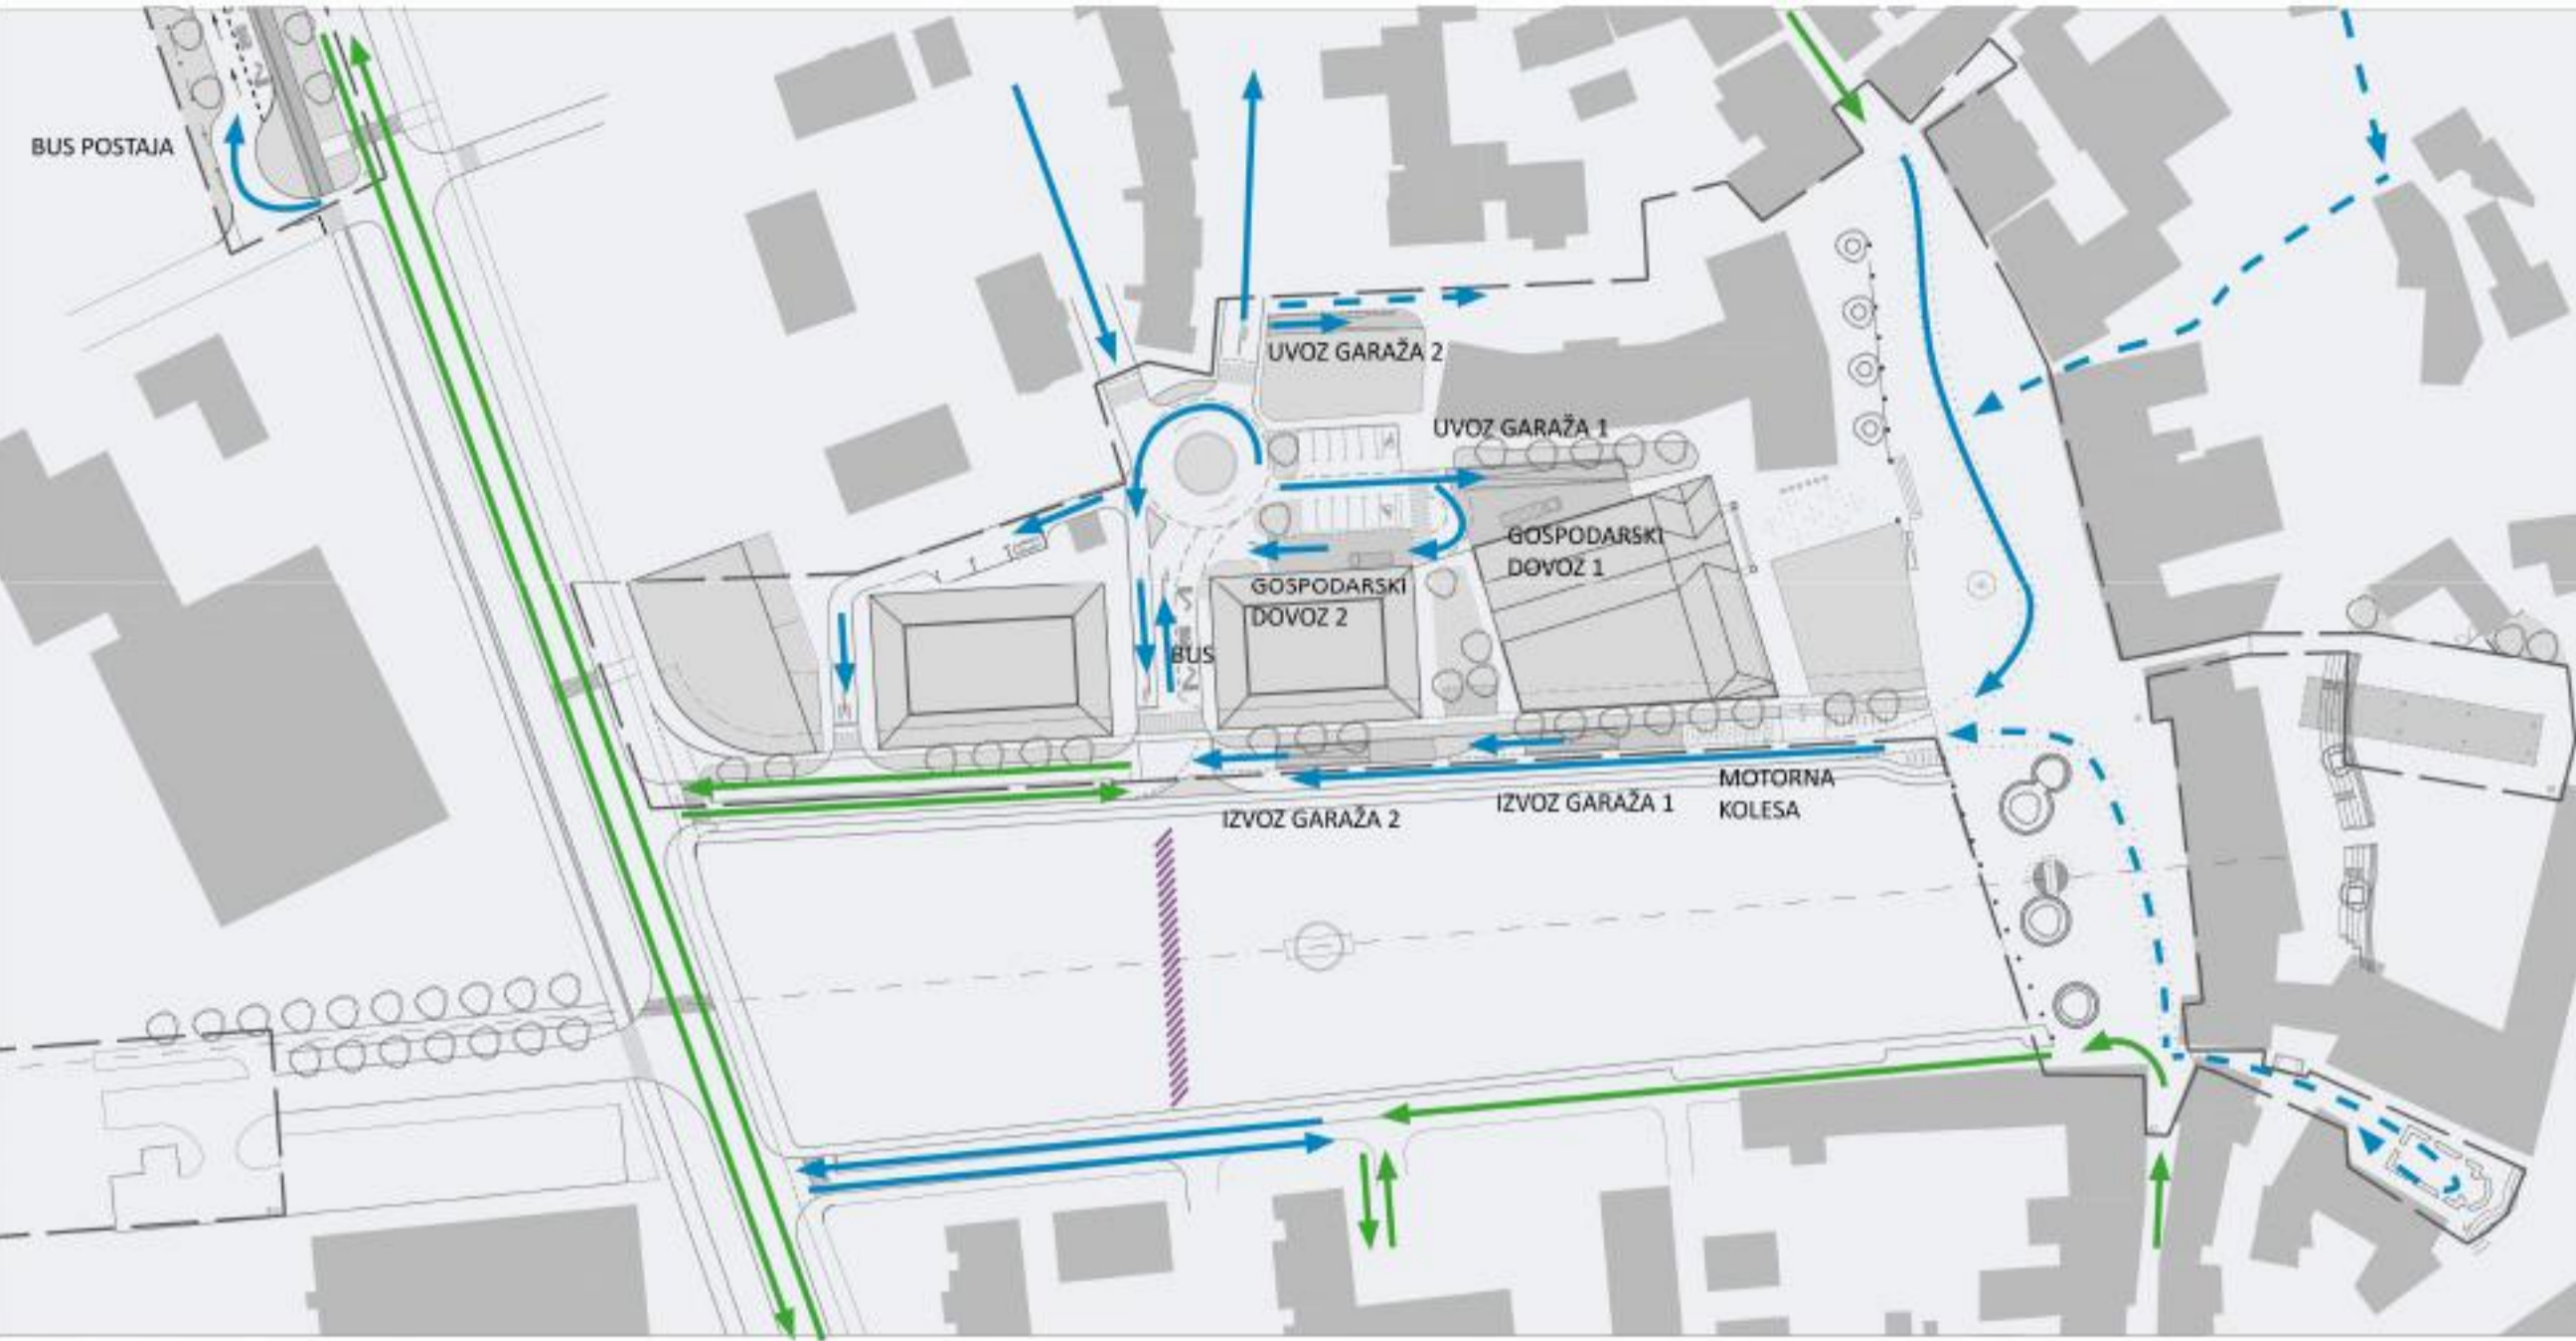 BUS POSTAJA
UVOZ GARAŽA 2
UVOZ GARAŽA 1
GOSPODARSKI
DOVOZ 1
GOSPODARSKI
DOVOZ 2
BUS
MOTORNA
KOLESA
IZVOZ GARAŽA 1
IZVOZ GARAŽA 2